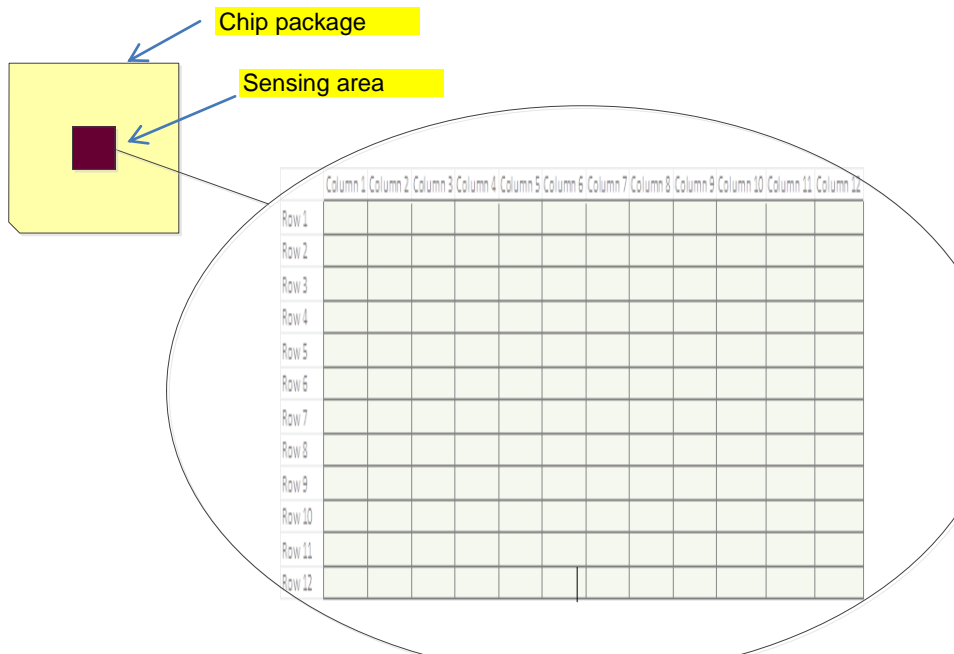 Chip package
Sensing area
Column 1 Column 2 Column 3 Column 4 Column 5 Column 6 Column 7 Column 8 Column 9 Column 10 Column 11 Column 12
Row 1
Row 2
Row 3
Row 4
Row 5
Row 6
Row 7
Row 8
Row 9
Row 10
Row 11
Row 12